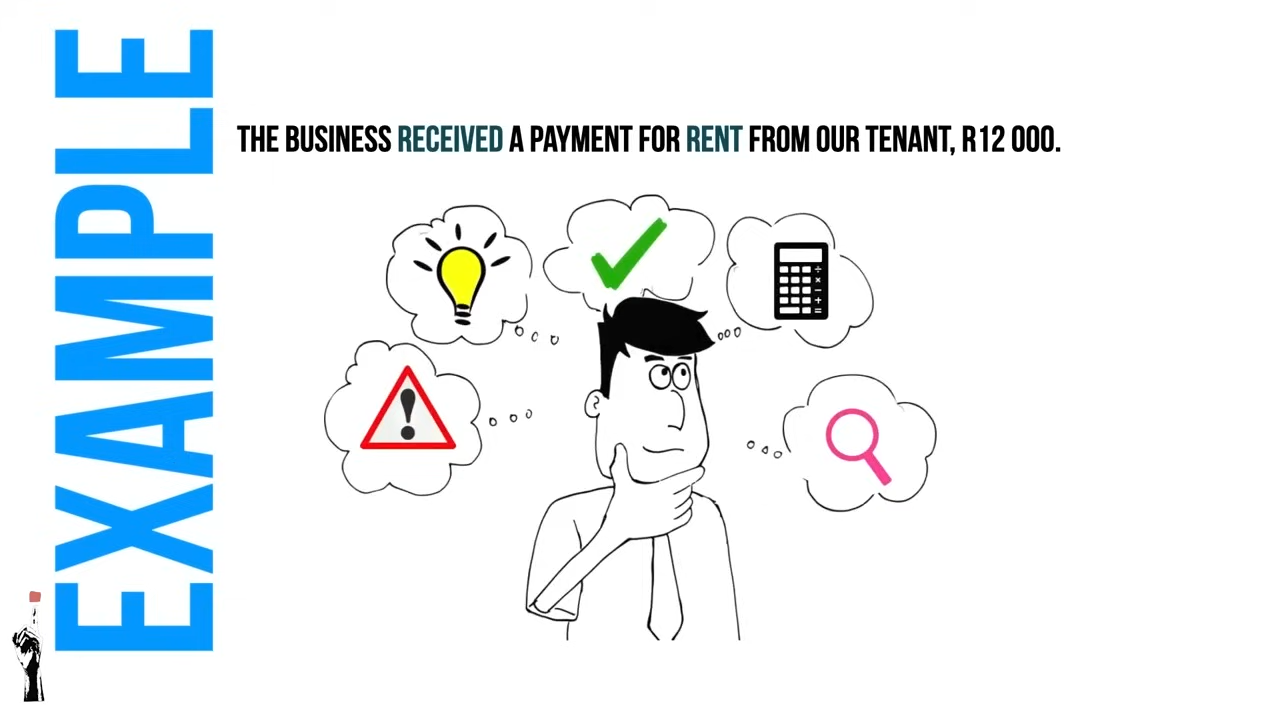 EXAMPLE
THE BUSINESS RECEIVED A PAYMENT FOR RENT FROM OUR TENANT, R12 000.